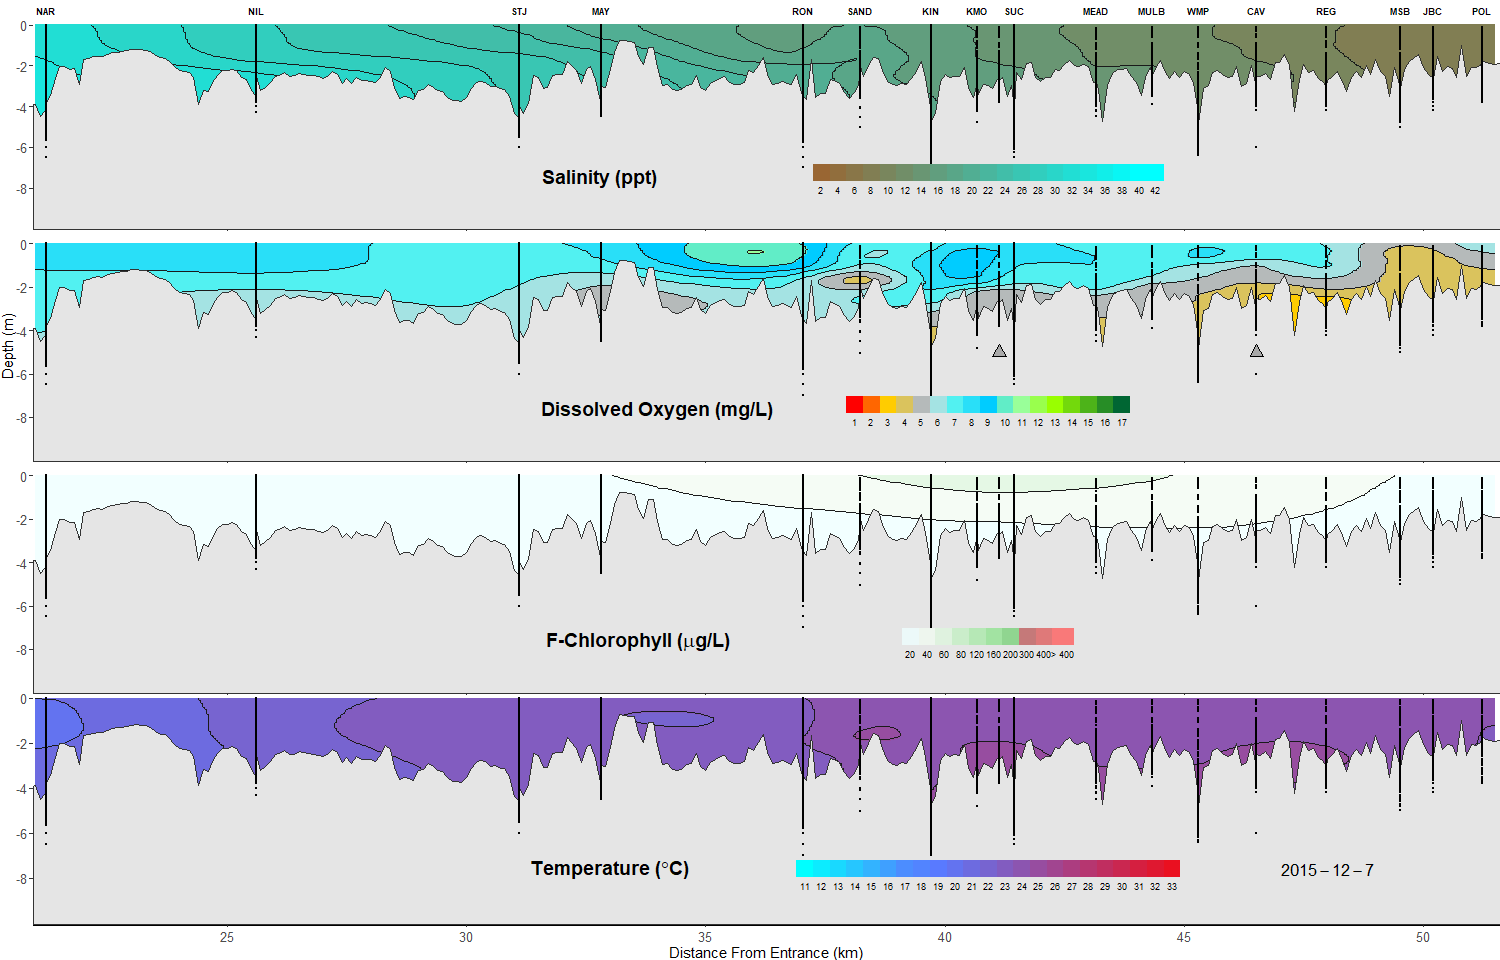 NAR NIL STJ MAY RON SAND KIN KMO SUC MEAD MULB WMP CAV REG MSB JBC POL
0
-2
-4
-6
-8
Salinity (ppt)
2 4 6 8 10 12 14 16 18 20 22 24 26 28 30 32 34 36 38 40 42
0
-2
-4
-6
-8
Depth (m)
Dissolved Oxygen (mg/L)
1 2 3 4 5 6 7 8 9 10 11 12 13 14 15 16 17
0
-2
-4
-6
-8
F-Chlorophyll (μg/L)
20 40 60 80 120 160 200 300 400 > 400
0
-2
-4
-6
-8
Temperature (°C)
11 12 13 14 15 16 17 18 19 20 21 22 23 24 25 26 27 28 29 30 31 32 33
2015 – 12 – 7
25 30 35 40 45 50
Distance From Entrance (km)